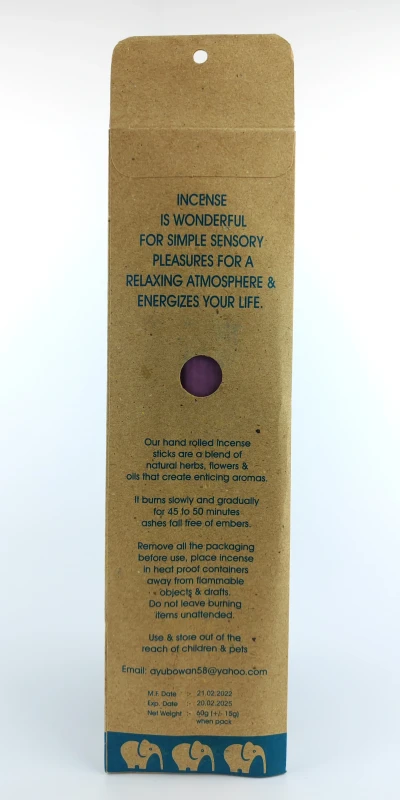 INCENSE
IS WONDERFUL
FOR SIMPLE SENSORY
PLEASURES FOR A
RELAXING ATMOSPHERE &
ENERGIZES YOUR LIFE.
Our hand rolled incense
sticks are a blend of
natural herbs, flowers &
oils that create enticing aromas.
It burns slowly and gradually
for 45 to 50 minutes
ashes fall free of embers.
Remove all the packaging
before use, place incense
in heat proof containers
away from flammable
objects & drafts.
Do not leave burning
items unattended.
Use & store out of the
reach of children & pets
Email: ayubowan58@yahoo.com
M.f. Date :- 21.02.2022
Exp. Date :- 20.02.2025
Net Weight :- 60g (+/- 15g)
when pack